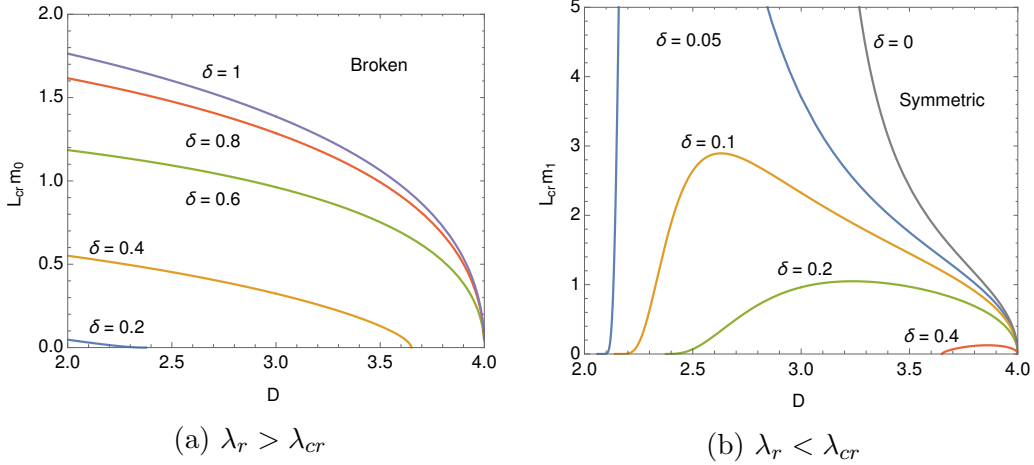 2.0
1.5
1.0
0.5
0.0
L_cr m_0
2.0 2.5 3.0 3.5 4.0
D
δ = 1
Broken
δ = 0.8
δ = 0.6
δ = 0.4
δ = 0.2
(a) λ_r > λ_cr
5
4
3
2
1
0
L_cr m_1
2.0 2.5 3.0 3.5 4.0
D
δ = 0.05
δ = 0
Symmetric
δ = 0.1
δ = 0.2
δ = 0.4
(b) λ_r < λ_cr